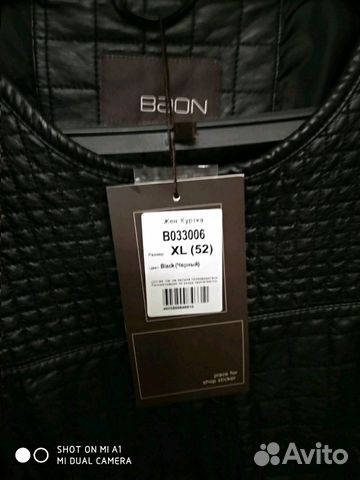 BAON
Жен Куртка
B033006
Размер: XL (52)
Цвет: Black (Черный)
place for
shop sticker
SHOT ON MI A1
MI DUAL CAMERA
Avito